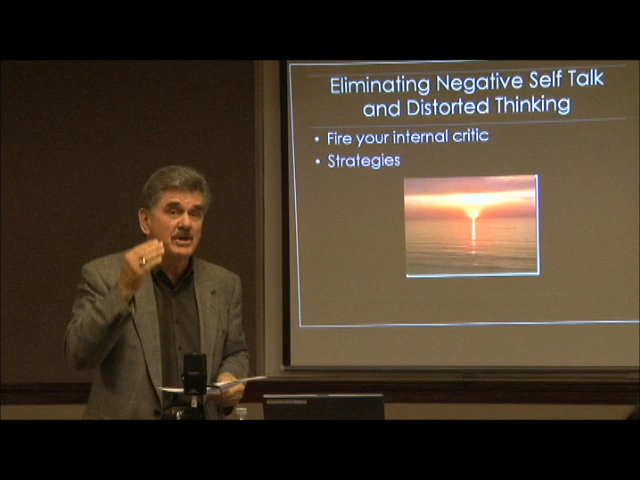 Eliminating Negative Self Talk
and Distorted Thinking
• Fire your internal critic
• Strategies